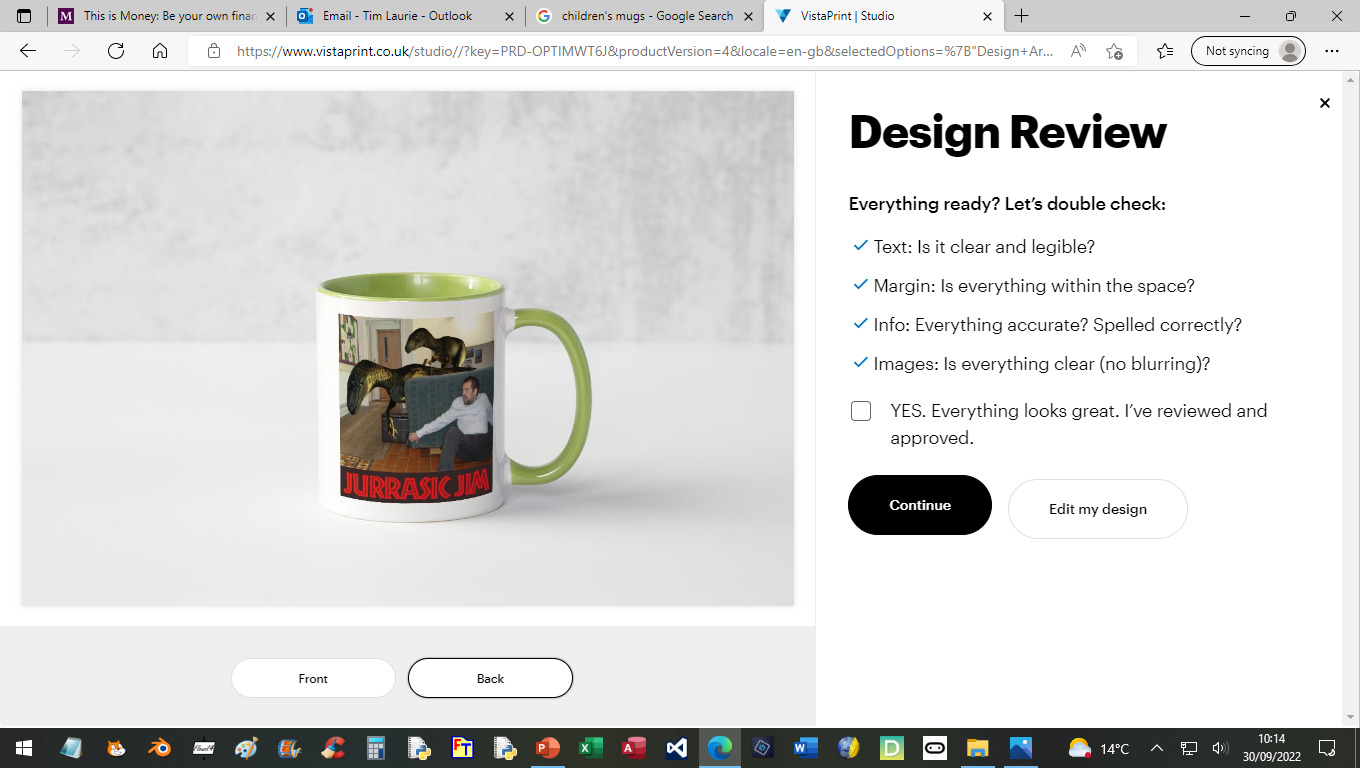 This is Money: Be your own finan
Email - Tim Laurie - Outlook
children's mugs - Google Search
VistaPrint | Studio
https://www.vistaprint.co.uk/studio//?key=PRD-OPTIMWT6J&productVersion=4&locale=en-gb&selectedOptions=%7B"Design+Ar...
Not syncing
Design Review
Everything ready? Let's double check:
Text: Is it clear and legible?
Margin: Is everything within the space?
Info: Everything accurate? Spelled correctly?
Images: Is everything clear (no blurring)?
YES. Everything looks great. I've reviewed and
approved.
Continue
Edit my design
JURRASIC JIM
Front
Back
14°C
10:14
30/09/2022